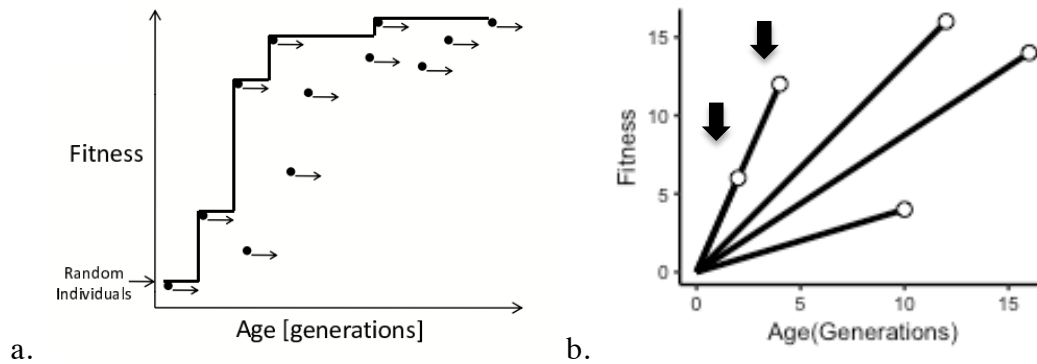 Fitness
Random
Individuals
Age [generations]
a.
15
10
5
0
Fitness
0 5 10 15
Age(Generations)
b.